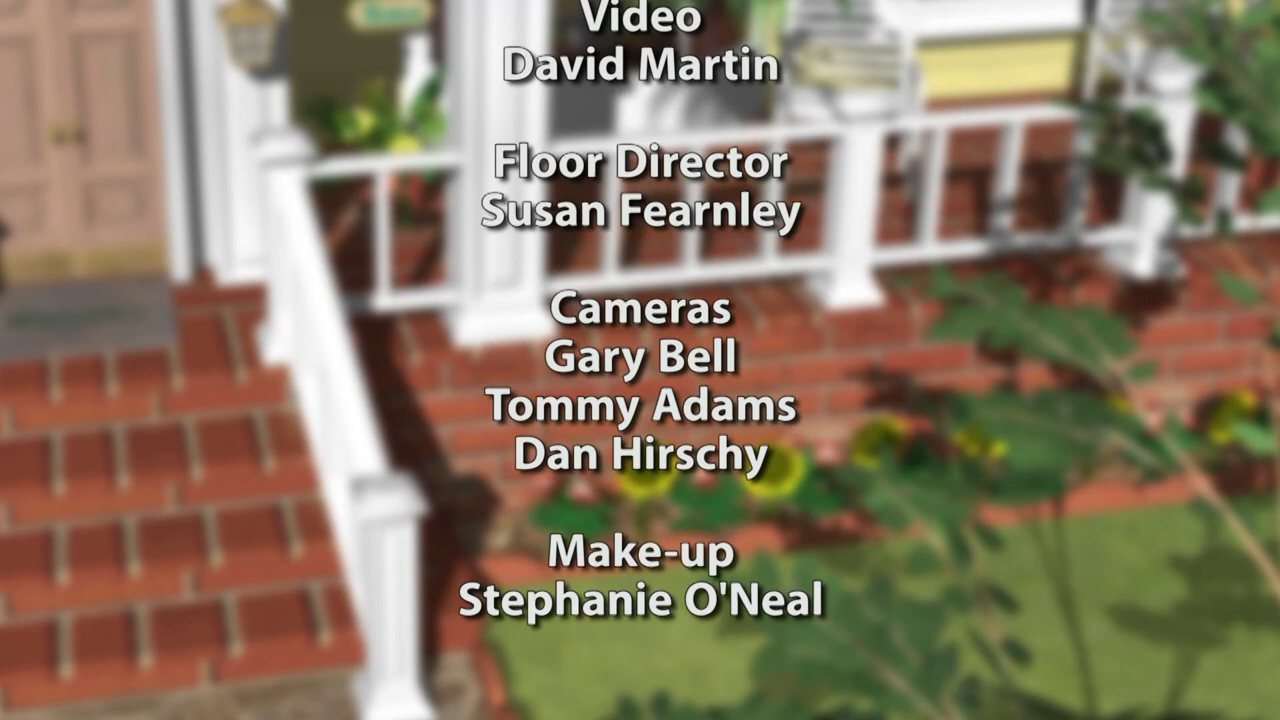 Video
David Martin
Floor Director
Susan Fearnley
Cameras
Gary Bell
Tommy Adams
Dan Hirschy
Make-up
Stephanie O'Neal